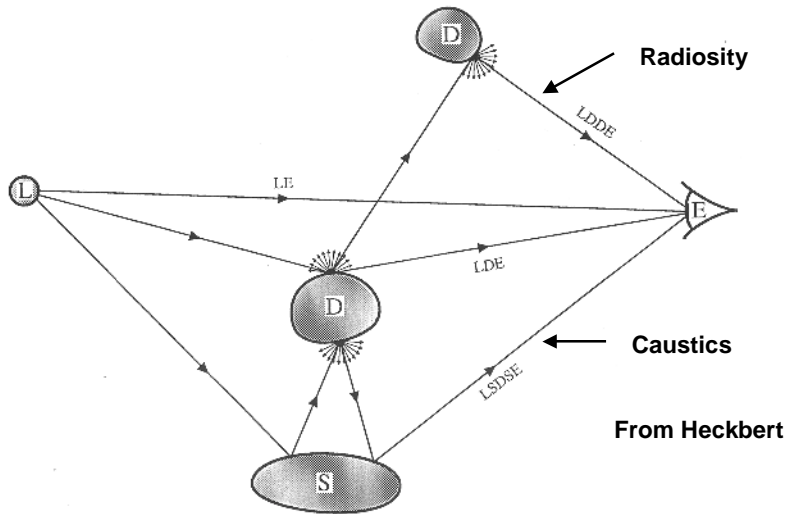 D
Radiosity
LDDE
L
LE
E
LDE
D
Caustics
LSDSE
From Heckbert
S